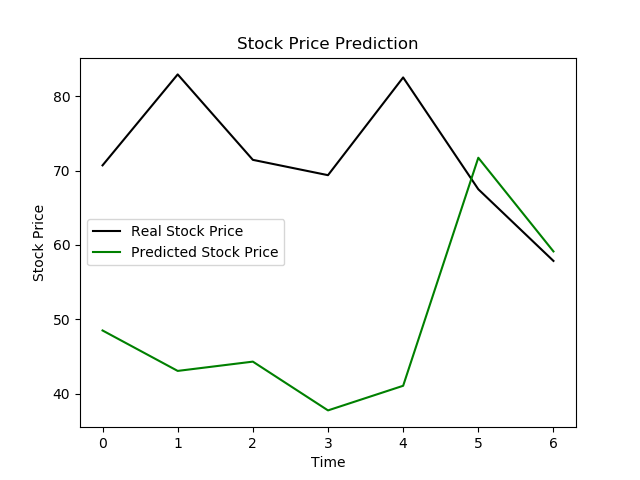 Stock Price Prediction
80
70
60
50
40
Stock Price
Real Stock Price
Predicted Stock Price
0 1 2 3 4 5 6
Time